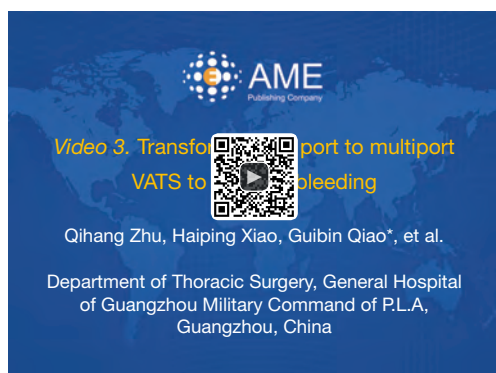 AME
Publishing Company
Video 3. port to multiport
VATS to bleeding
Qihang Zhu, Haiping Xiao, Guibin Qiao*, et al.
Department of Thoracic Surgery, General Hospital
of Guangzhou Military Command of P.L.A,
Guangzhou, China